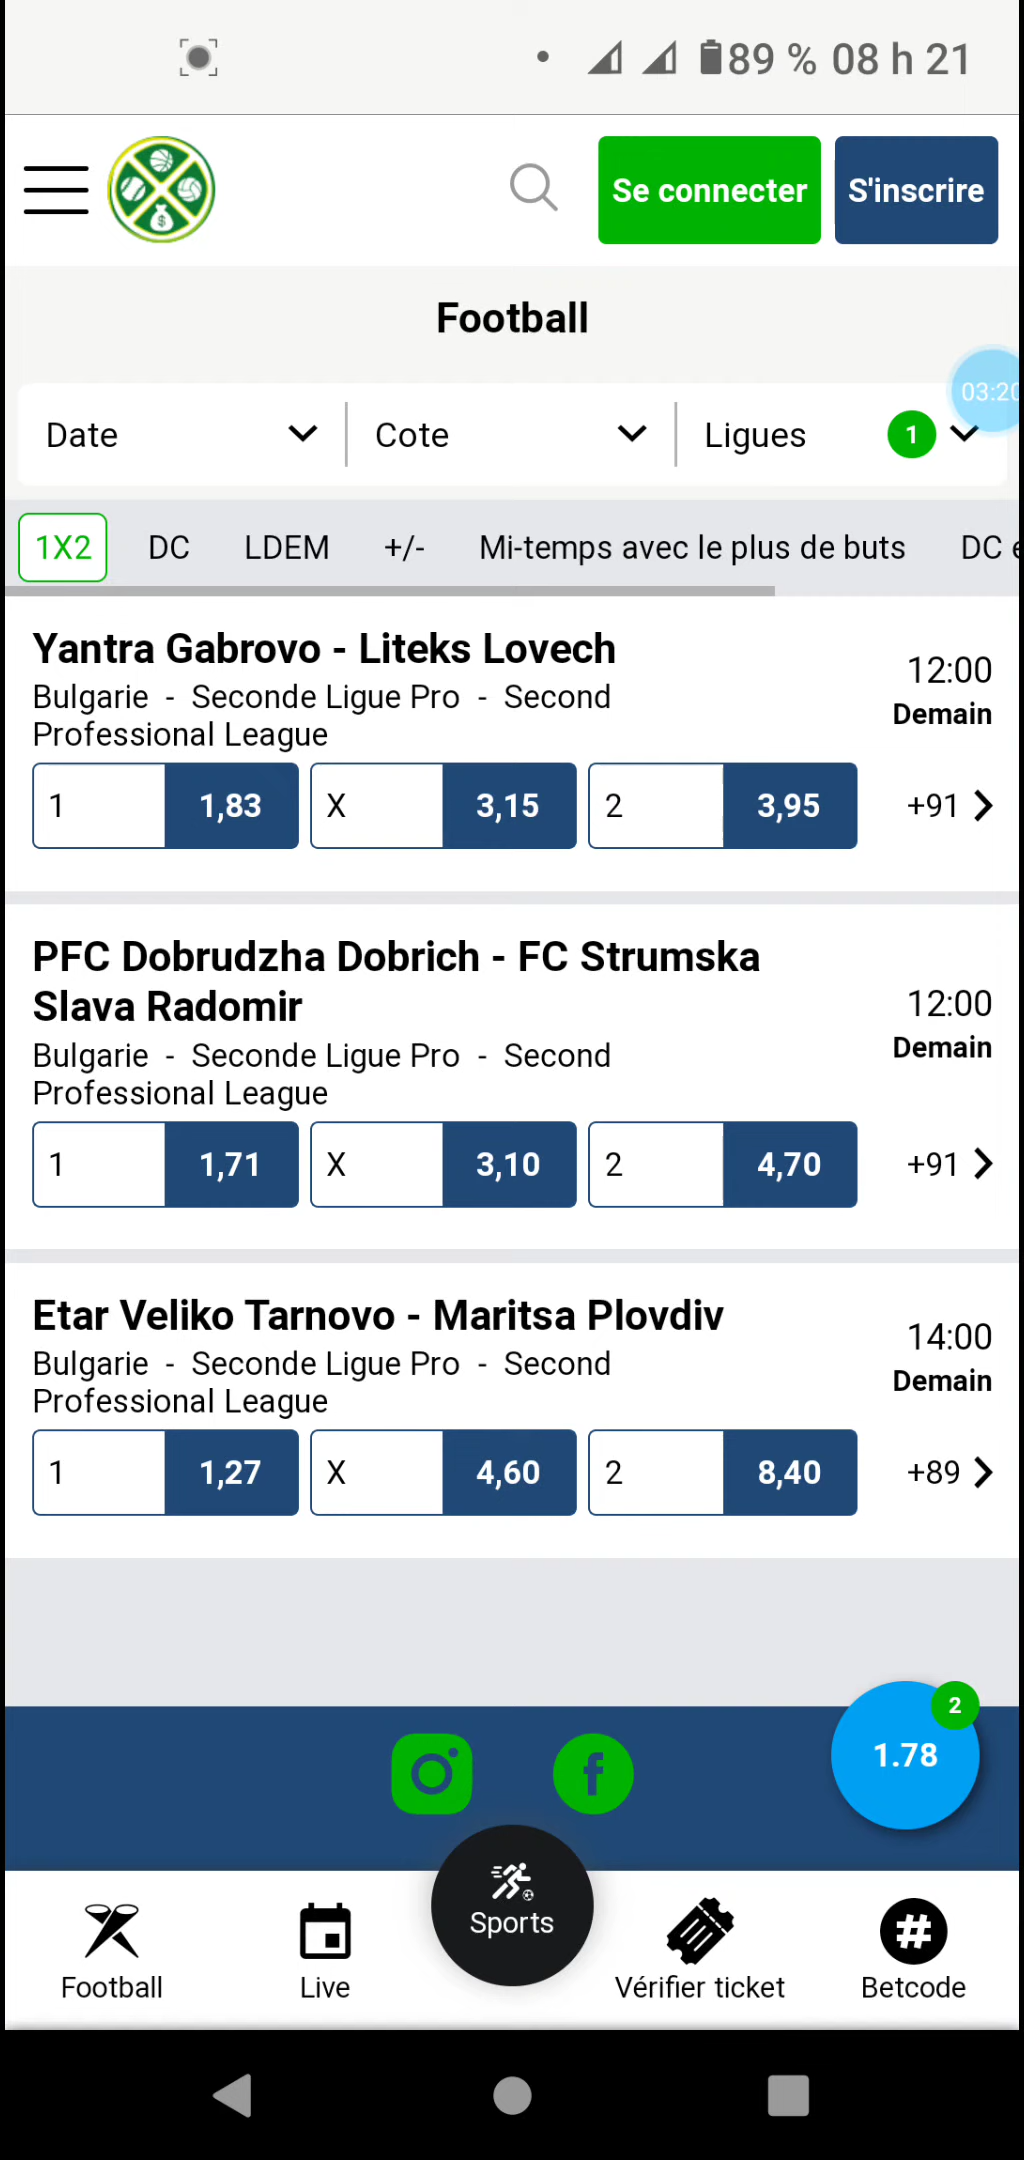 89 % 08 h 21
$
Se connecter
S'inscrire
Football
03:20
Date
Cote
Ligues
1
1X2
DC
LDEM
+/-
Mi-temps avec le plus de buts
DC
Yantra Gabrovo - Liteks Lovech
12:00
Demain
Bulgarie - Seconde Ligue Pro - Second
Professional League
1 1,83 X 3,15 2 3,95 +91
PFC Dobrudzha Dobrich - FC Strumska
Slava Radomir
12:00
Demain
Bulgarie - Seconde Ligue Pro - Second
Professional League
1 1,71 X 3,10 2 4,70 +91
Etar Veliko Tarnovo - Maritsa Plovdiv
14:00
Demain
Bulgarie - Seconde Ligue Pro - Second
Professional League
1 1,27 X 4,60 2 8,40 +89
2
1.78
f
Sports
#
Football
Live
Vérifier ticket
Betcode